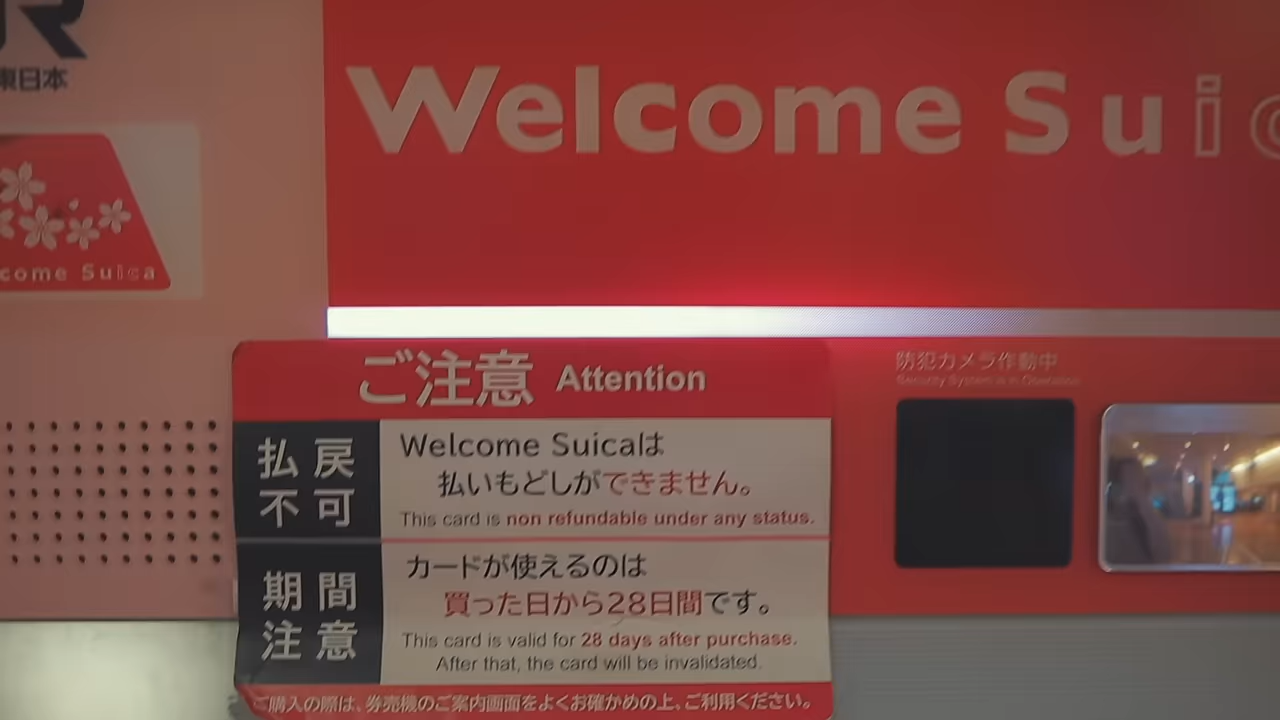 JR
東日本
Welcome Suica
come Suica
ご注意 Attention
防犯カメラ作動中
Security System is in Operation
払戻
不可
Welcome Suicaは
払いもどしができません。
This card is non refundable under any status.
期間
注意
カードが使えるのは
買った日から28日間です。
This card is valid for 28 days after purchase.
After that, the card will be invalidated.
ご購入の際は、券売機のご案内画面をよくお確かめの上、ご利用ください。